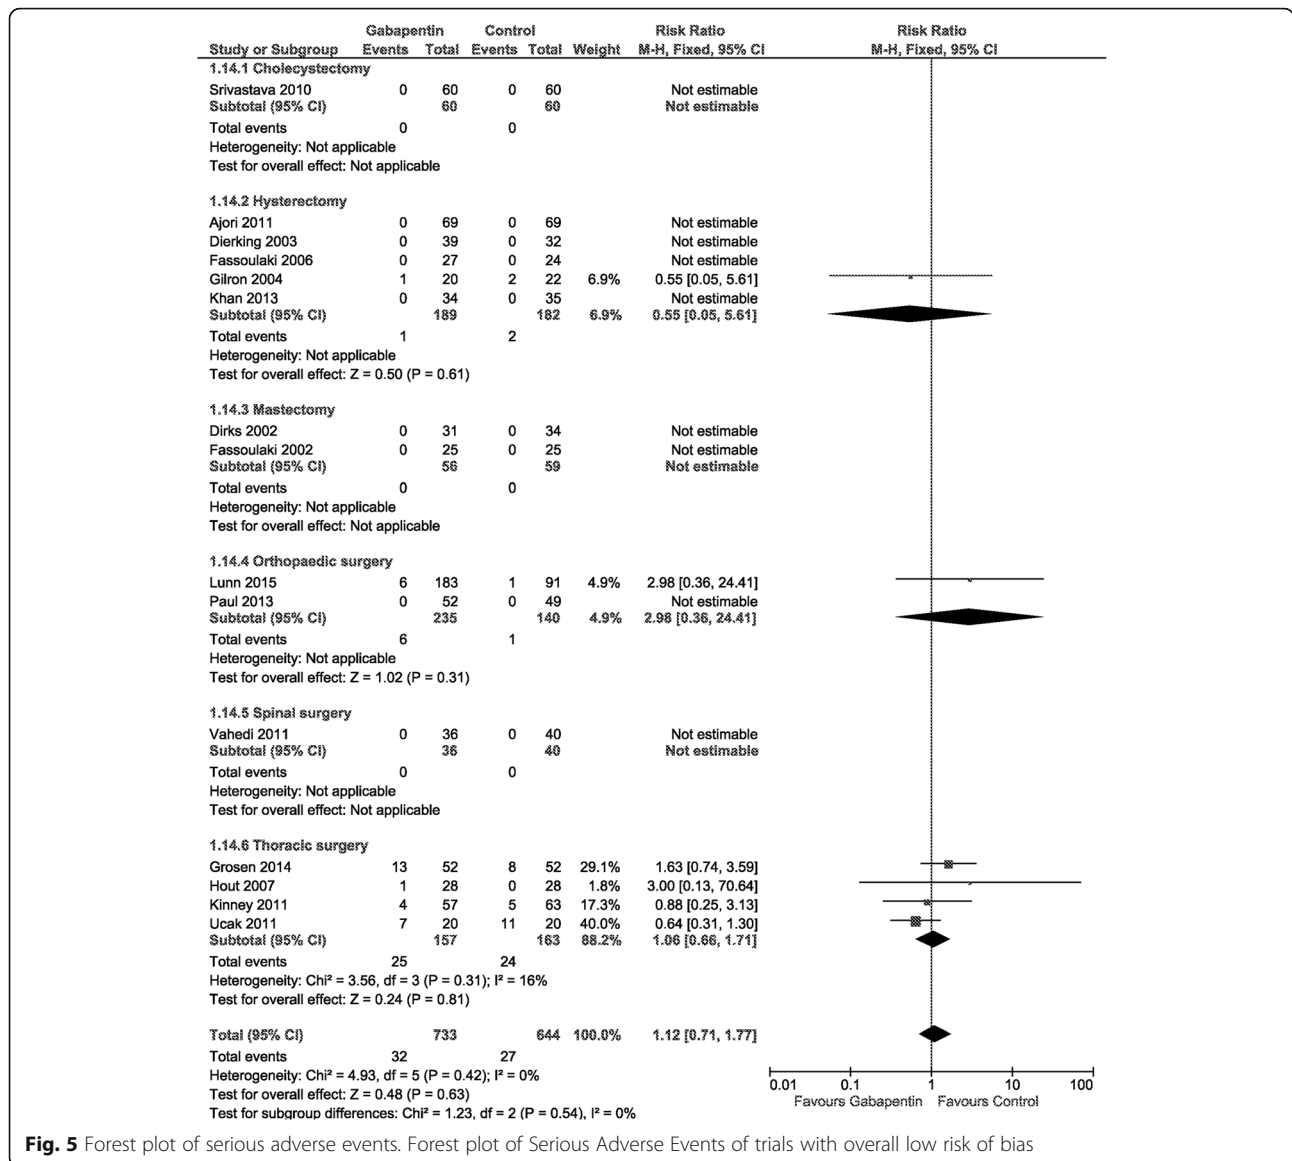 Gabapentin Control Risk Ratio Risk Ratio
Study or Subgroup Events Total Events Total Weight M-H, Fixed, 95% CI M-H, Fixed, 95% CI
1.14.1 Cholecystectomy
Srivastava 2010 0 60 0 60 Not estimable
Subtotal (95% CI) 60 60 Not estimable
Total events 0 0
Heterogeneity: Not applicable
Test for overall effect: Not applicable
1.14.2 Hysterectomy
Ajori 2011 0 69 0 69 Not estimable
Dierking 2003 0 39 0 32 Not estimable
Fassoulaki 2006 0 27 0 24 Not estimable
Gilron 2004 1 20 2 22 6.9% 0.55 [0.05, 5.61]
Khan 2013 0 34 0 35 Not estimable
Subtotal (95% CI) 189 182 6.9% 0.55 [0.05, 5.61]
Total events 1 2
Heterogeneity: Not applicable
Test for overall effect: Z = 0.50 (P = 0.61)
1.14.3 Mastectomy
Dirks 2002 0 31 0 34 Not estimable
Fassoulaki 2002 0 25 0 25 Not estimable
Subtotal (95% CI) 56 59 Not estimable
Total events 0 0
Heterogeneity: Not applicable
Test for overall effect: Not applicable
1.14.4 Orthopaedic surgery
Lunn 2015 6 183 1 91 4.9% 2.98 [0.36, 24.41]
Paul 2013 0 52 0 49 Not estimable
Subtotal (95% CI) 235 140 4.9% 2.98 [0.36, 24.41]
Total events 6 1
Heterogeneity: Not applicable
Test for overall effect: Z = 1.02 (P = 0.31)
1.14.5 Spinal surgery
Vahedi 2011 0 36 0 40 Not estimable
Subtotal (95% CI) 36 40 Not estimable
Total events 0 0
Heterogeneity: Not applicable
Test for overall effect: Not applicable
1.14.6 Thoracic surgery
Grosen 2014 13 52 8 52 29.1% 1.63 [0.74, 3.59]
Hout 2007 1 28 0 28 1.8% 3.00 [0.13, 70.64]
Kinney 2011 4 57 5 63 17.3% 0.88 [0.25, 3.13]
Ucak 2011 7 20 11 20 40.0% 0.64 [0.31, 1.30]
Subtotal (95% CI) 157 163 88.2% 1.06 [0.66, 1.71]
Total events 25 24
Heterogeneity: Chi² = 3.56, df = 3 (P = 0.31); I² = 16%
Test for overall effect: Z = 0.24 (P = 0.81)
Total (95% CI) 733 644 100.0% 1.12 [0.71, 1.77]
Total events 32 27
Heterogeneity: Chi² = 4.93, df = 5 (P = 0.42); I² = 0%
Test for overall effect: Z = 0.48 (P = 0.63)
Test for subgroup differences: Chi² = 1.23, df = 2 (P = 0.54), I² = 0%
0.01 0.1 1 10 100
Favours Gabapentin Favours Control
Fig. 5 Forest plot of serious adverse events. Forest plot of Serious Adverse Events of trials with overall low risk of bias